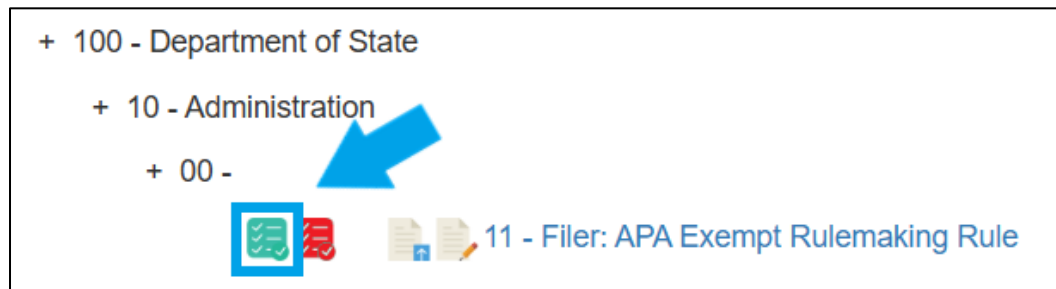 + 100 - Department of State
+ 10 - Administration
+ 00 -
11 - Filer: APA Exempt Rulemaking Rule